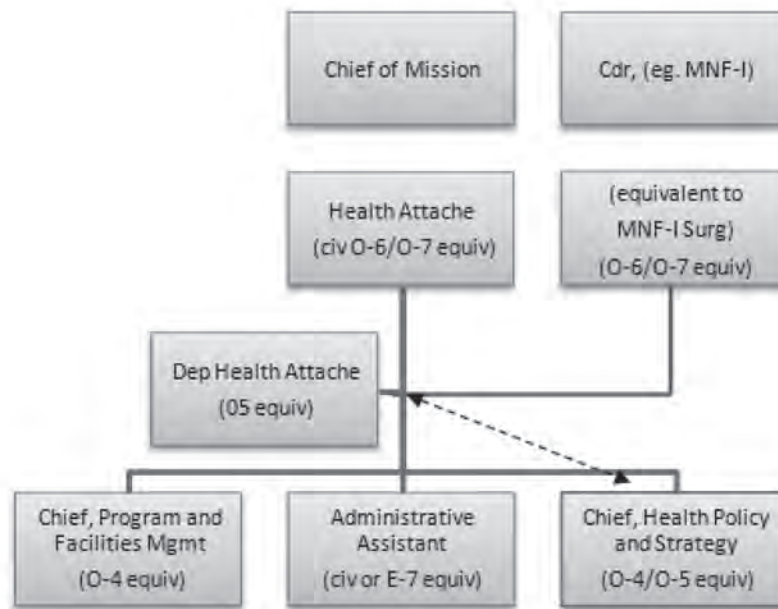 Chief of Mission
Cdr, (eg. MNF-I)
Health Attache
(civ O-6/O-7 equiv)
(equivalent to
MNF-I Surg)
(O-6/O-7 equiv)
Dep Health Attache
(05 equiv)
Chief, Program and
Facilities Mgmt
(O-4 equiv)
Administrative
Assistant
(civ or E-7 equiv)
Chief, Health Policy
and Strategy
(O-4/O-5 equiv)